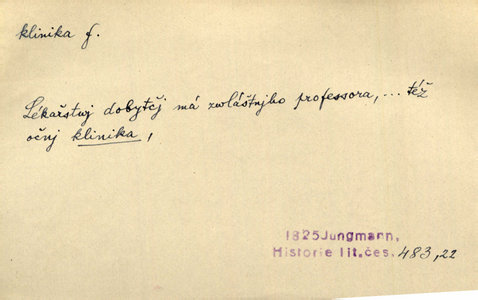 klinika f.
Lékařstwj dobytčj má zwláštnjho professora, ... též
očnj klinika,
1825 Jungmann,
Historie lit.čes. 483,22